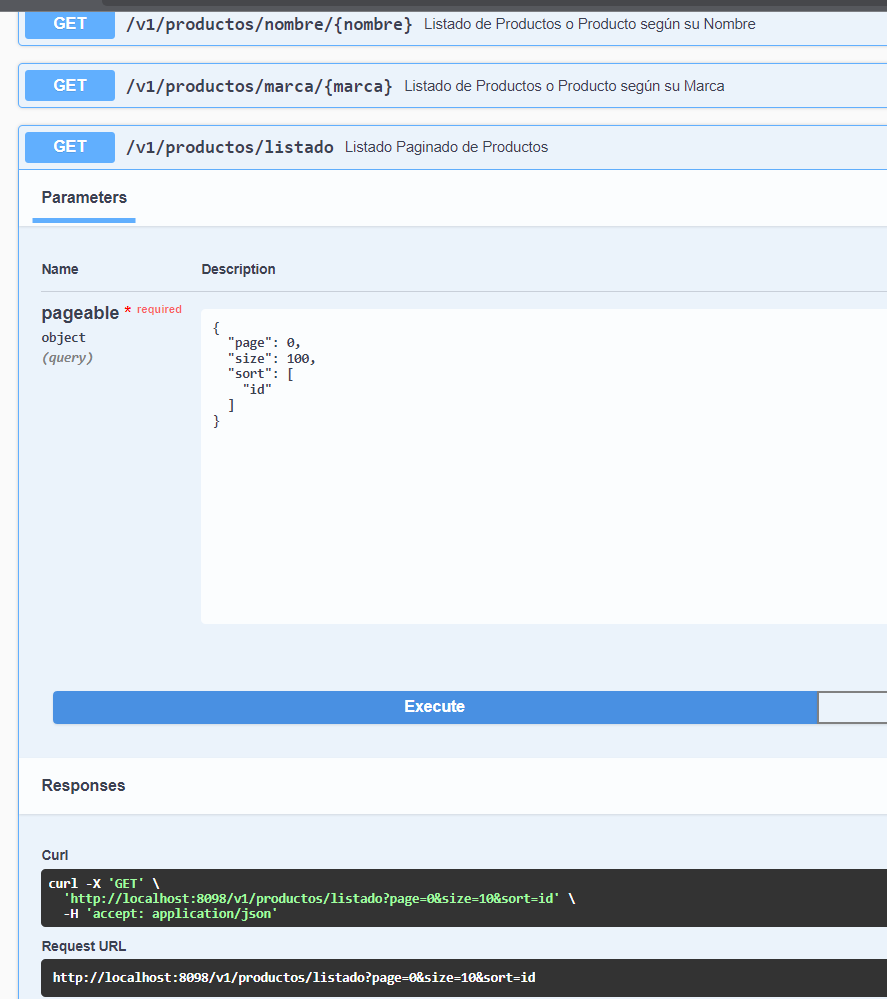 GET /v1/productos/nombre/{nombre} Listado de Productos o Producto según su Nombre
GET /v1/productos/marca/{marca} Listado de Productos o Producto según su Marca
GET /v1/productos/listado Listado Paginado de Productos
Parameters
Name Description
pageable * required
object
(query)
{
  "page": 0,
  "size": 100,
  "sort": [
    "id"
  ]
}
Execute
Responses
Curl
curl -X 'GET' \
  'http://localhost:8098/v1/productos/listado?page=0&size=10&sort=id' \
  -H 'accept: application/json'
Request URL
http://localhost:8098/v1/productos/listado?page=0&size=10&sort=id